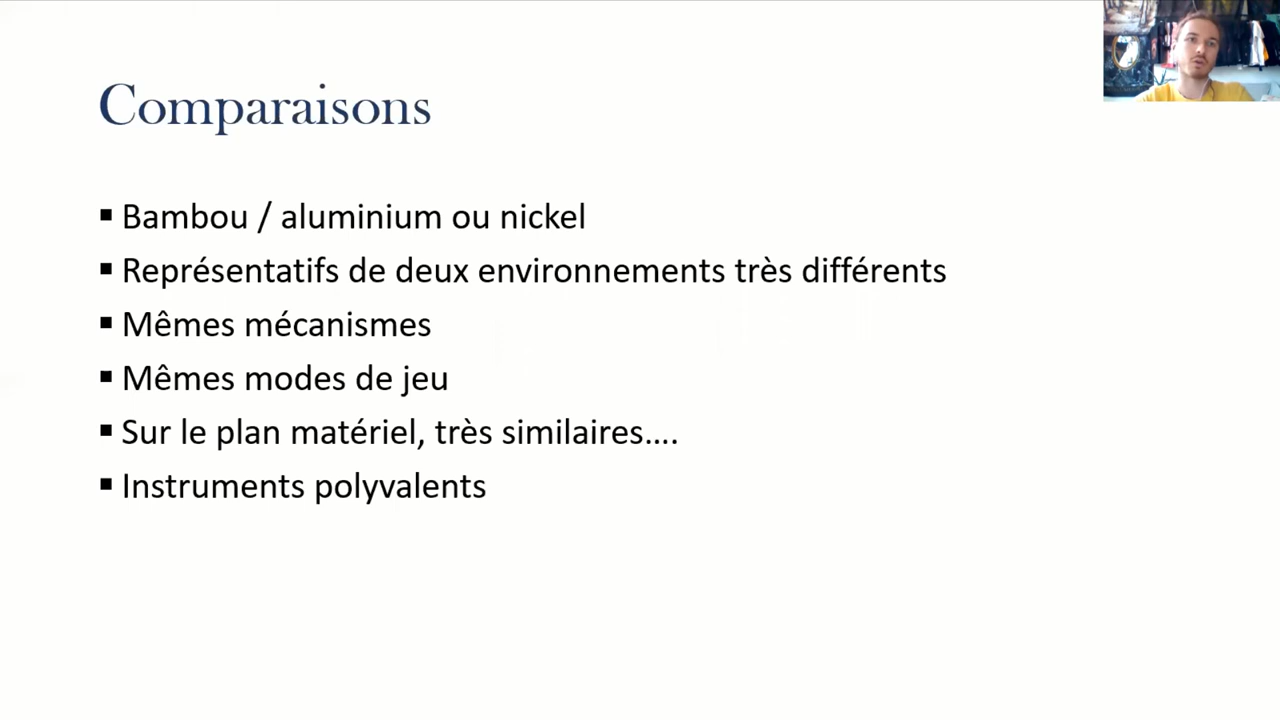 Comparaisons
▪ Bambou / aluminium ou nickel
▪ Représentatifs de deux environnements très différents
▪ Mêmes mécanismes
▪ Mêmes modes de jeu
▪ Sur le plan matériel, très similaires….
▪ Instruments polyvalents